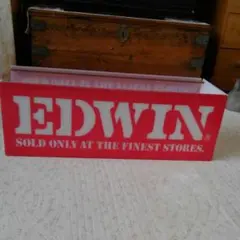 EDWIN®
SOLD ONLY AT THE FINEST STORES.